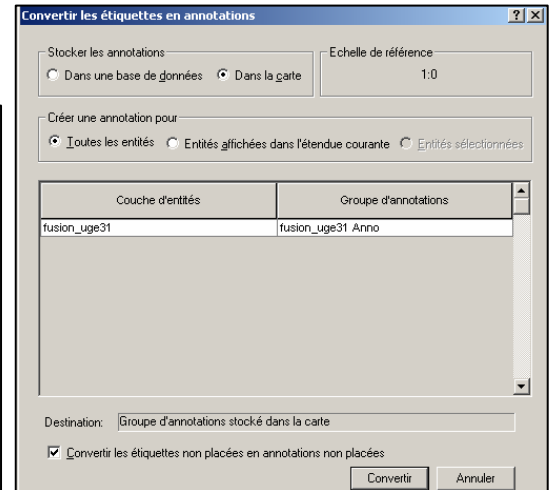 Convertir les étiquettes en annotations
Stocker les annotations
Dans une base de données Dans la carte
Echelle de référence
1:0
Créer une annotation pour
Toutes les entités Entités affichées dans l'étendue courante Entités sélectionnées
Couche d'entités Groupe d'annotations
fusion_uge31 fusion_uge31 Anno
Destination: Groupe d'annotations stocké dans la carte
Convertir les étiquettes non placées en annotations non placées
Convertir Annuler